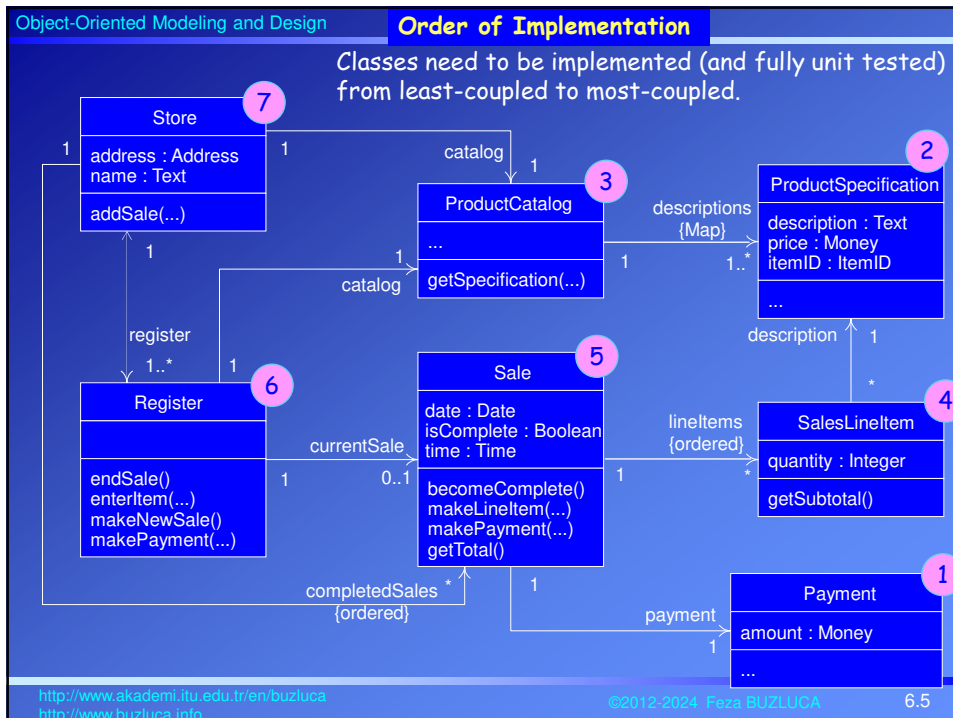 Object-Oriented Modeling and Design
Order of Implementation
Classes need to be implemented (and fully unit tested)
from least-coupled to most-coupled.
7
Store
address : Address
name : Text
addSale(...)
1
1
catalog
1
3
ProductCatalog
...
getSpecification(...)
descriptions
{Map}
1
1..*
2
ProductSpecification
description : Text
price : Money
itemID : ItemID
...
1
register
1..*
1
catalog
1
description
1
*
6
Register
endSale()
enterItem(...)
makeNewSale()
makePayment(...)
currentSale
1
0..1
5
Sale
date : Date
isComplete : Boolean
time : Time
becomeComplete()
makeLineItem(...)
makePayment(...)
getTotal()
lineItems
{ordered}
1
*
4
SalesLineItem
quantity : Integer
getSubtotal()
completedSales
*
{ordered}
1
payment
1
1
Payment
amount : Money
...
http://www.akademi.itu.edu.tr/en/buzluca
http://www.buzluca.info
©2012-2024 Feza BUZLUCA
6.5